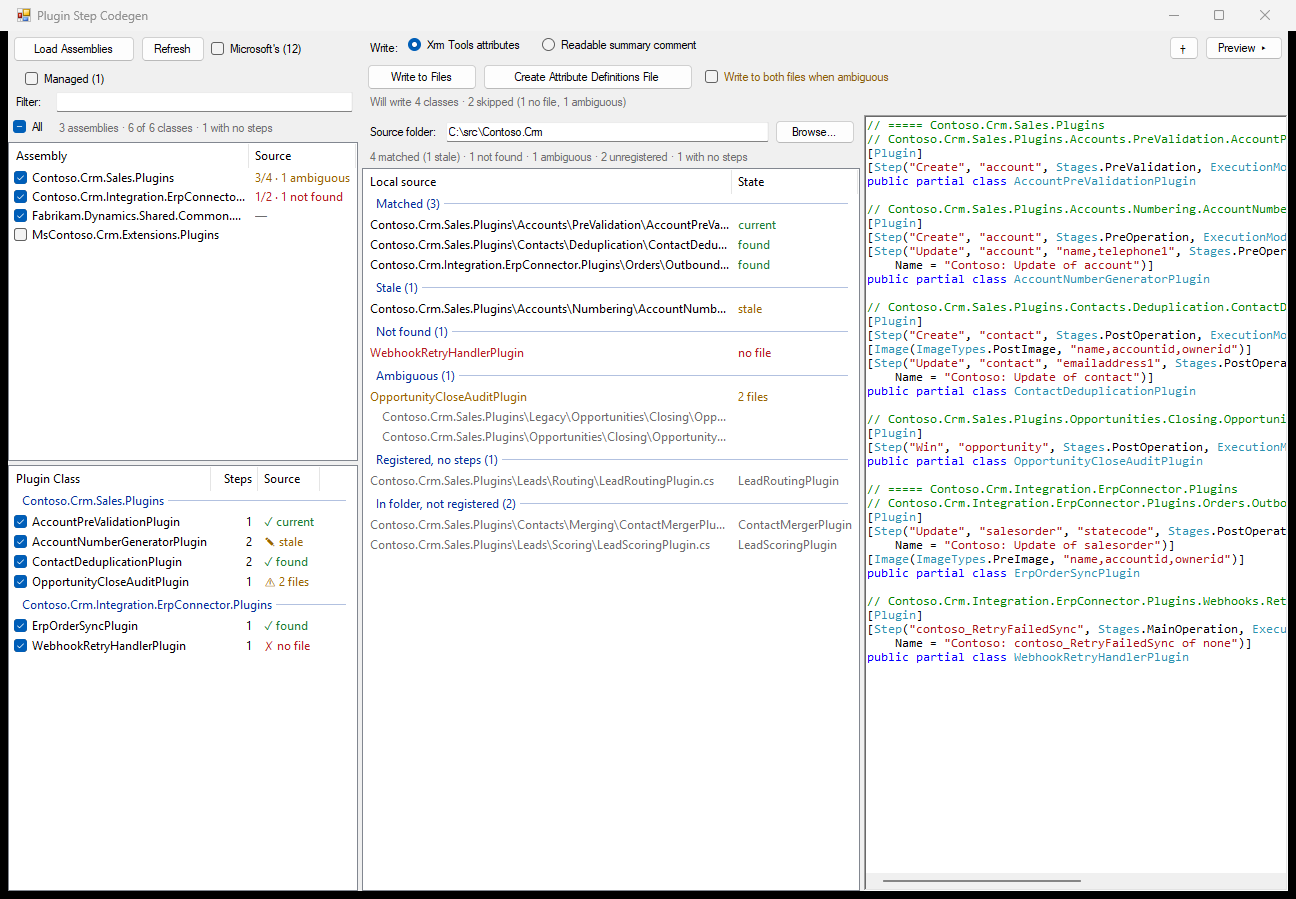 Plugin Step Codegen
Load Assemblies
Refresh
Microsoft's (12)
Managed (1)
Filter:
All
3 assemblies · 6 of 6 classes · 1 with no steps
Assembly Source
Contoso.Crm.Sales.Plugins 3/4 · 1 ambiguous
Contoso.Crm.Integration.ErpConnecto... 1/2 · 1 not found
Fabrikam.Dynamics.Shared.Common.... —
MsContoso.Crm.Extensions.Plugins
Plugin Class Steps Source
Contoso.Crm.Sales.Plugins
AccountPreValidationPlugin 1 ✓ current
AccountNumberGeneratorPlugin 2 ✎ stale
ContactDeduplicationPlugin 2 ✓ found
OpportunityCloseAuditPlugin 1 ⚠ 2 files
Contoso.Crm.Integration.ErpConnector.Plugins
ErpOrderSyncPlugin 1 ✓ found
WebhookRetryHandlerPlugin 1 ✗ no file
Write: Xrm Tools attributes Readable summary comment
† Preview ▸
Write to Files
Create Attribute Definitions File
Write to both files when ambiguous
Will write 4 classes · 2 skipped (1 no file, 1 ambiguous)
Source folder: C:\src\Contoso.Crm Browse...
4 matched (1 stale) · 1 not found · 1 ambiguous · 2 unregistered · 1 with no steps
Local source State
Matched (3)
Contoso.Crm.Sales.Plugins\Accounts\PreValidation\AccountPreVa... current
Contoso.Crm.Sales.Plugins\Contacts\Deduplication\ContactDedu... found
Contoso.Crm.Integration.ErpConnector.Plugins\Orders\Outbound... found
Stale (1)
Contoso.Crm.Sales.Plugins\Accounts\Numbering\AccountNumb... stale
Not found (1)
WebhookRetryHandlerPlugin no file
Ambiguous (1)
OpportunityCloseAuditPlugin 2 files
Contoso.Crm.Sales.Plugins\Legacy\Opportunities\Closing\Opp...
Contoso.Crm.Sales.Plugins\Opportunities\Closing\Opportunity...
Registered, no steps (1)
Contoso.Crm.Sales.Plugins\Leads\Routing\LeadRoutingPlugin.cs LeadRoutingPlugin
In folder, not registered (2)
Contoso.Crm.Sales.Plugins\Contacts\Merging\ContactMergerPlu... ContactMergerPlugin
Contoso.Crm.Sales.Plugins\Leads\Scoring\LeadScoringPlugin.cs LeadScoringPlugin
// ===== Contoso.Crm.Sales.Plugins
// Contoso.Crm.Sales.Plugins.Accounts.PreValidation.AccountP
[Plugin]
[Step("Create", "account", Stages.PreValidation, ExecutionMo
public partial class AccountPreValidationPlugin
// Contoso.Crm.Sales.Plugins.Accounts.Numbering.AccountNumbe
[Plugin]
[Step("Create", "account", Stages.PreOperation, ExecutionMod
[Step("Update", "account", "name,telephone1", Stages.PreOper
Name = "Contoso: Update of account")]
public partial class AccountNumberGeneratorPlugin
// Contoso.Crm.Sales.Plugins.Contacts.Deduplication.ContactD
[Plugin]
[Step("Create", "contact", Stages.PostOperation, ExecutionMo
[Image(ImageTypes.PostImage, "name,accountid,ownerid")]
[Step("Update", "contact", "emailaddress1", Stages.PostOpera
Name = "Contoso: Update of contact")]
public partial class ContactDeduplicationPlugin
// Contoso.Crm.Sales.Plugins.Opportunities.Closing.Opportuni
[Plugin]
[Step("Win", "opportunity", Stages.PostOperation, ExecutionM
public partial class OpportunityCloseAuditPlugin
// ===== Contoso.Crm.Integration.ErpConnector.Plugins
// Contoso.Crm.Integration.ErpConnector.Plugins.Orders.Outbo
[Plugin]
[Step("Update", "salesorder", "statecode", Stages.PostOperat
Name = "Contoso: Update of salesorder")]
[Image(ImageTypes.PreImage, "name,accountid,ownerid")]
public partial class ErpOrderSyncPlugin
// Contoso.Crm.Integration.ErpConnector.Plugins.Webhooks.Ret
[Plugin]
[Step("contoso_RetryFailedSync", Stages.MainOperation, Execu
Name = "Contoso: contoso_RetryFailedSync of none")]
public partial class WebhookRetryHandlerPlugin